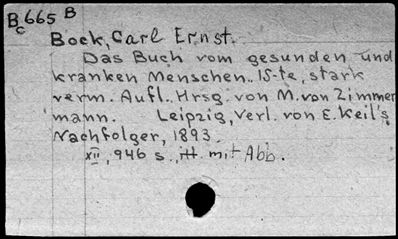 B665 B
c
Bock, Carl Ernst.
Das Buch vom gesunden und
kranken Menschen.. 15-te, stark
verm. Aufl.. Hrsg. von M. von Zimmer
mann. Leipzig, Verl. von E. Keil's
Nachfolger, 1893.
XII, 946 s. ill. mit Abb.